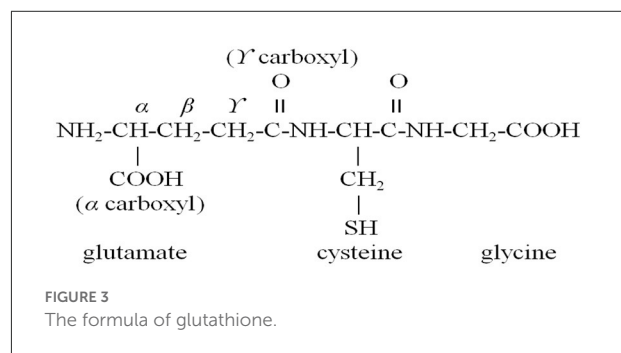 (ϒ carboxyl)
O O
α β ϒ || ||
NH₂-CH-CH₂-CH₂-C-NH-CH-C-NH-CH₂-COOH
| |
COOH CH₂
(α carboxyl) |
SH
glutamate cysteine glycine
FIGURE 3
The formula of glutathione.